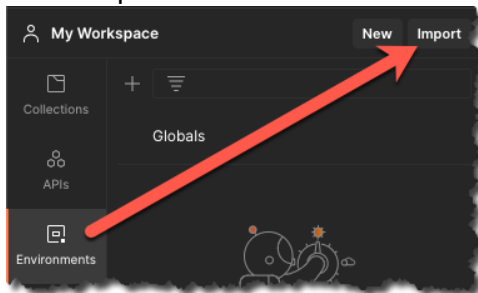 My Workspace New Import
Collections
Globals
APIs
Environments